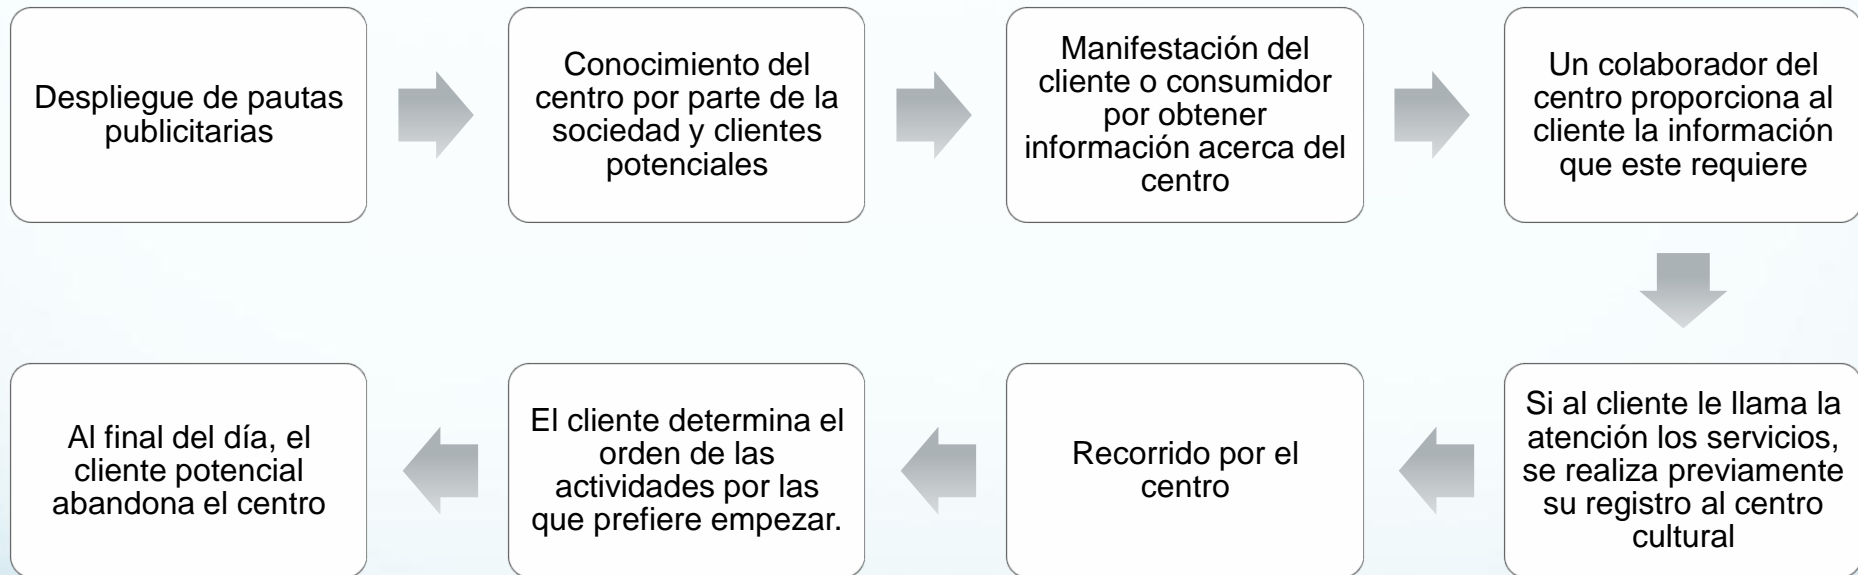 Despliegue de pautas
publicitarias
Conocimiento del
centro por parte de la
sociedad y clientes
potenciales
Manifestación del
cliente o consumidor
por obtener
información acerca del
centro
Un colaborador del
centro proporciona al
cliente la información
que este requiere
Si al cliente le llama la
atención los servicios,
se realiza previamente
su registro al centro
cultural
Recorrido por el
centro
El cliente determina el
orden de las
actividades por las
que prefiere empezar.
Al final del día, el
cliente potencial
abandona el centro